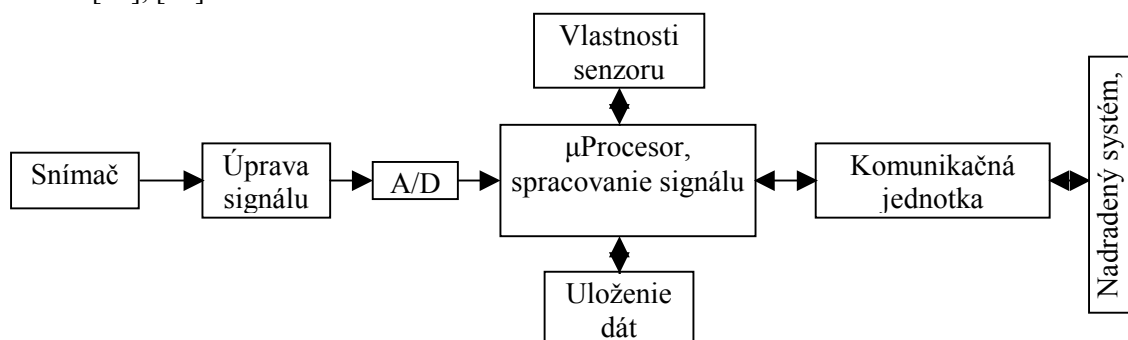 Vlastnosti
senzoru
Snímač
Úprava
signálu
A/D
μProcesor,
spracovanie signálu
Komunikačná
jednotka
Nadradený systém,
Uloženie
dát